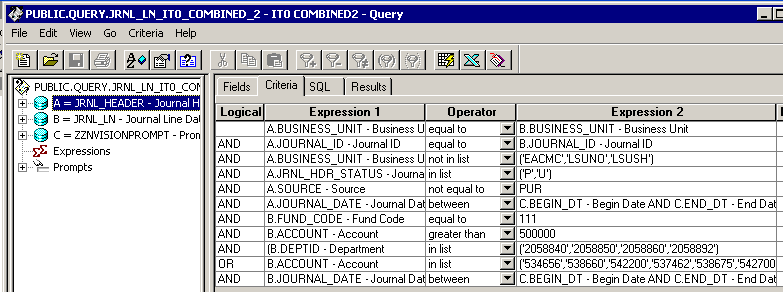 PUBLIC.QUERY.JRNL_LN_ITO_COMBINED_2 - ITO COMBINED2 - Query
File Edit View Go Criteria Help
PUBLIC.QUERY.JRNL_LN_ITO_COM
A = JRNL_HEADER - Journal H
B = JRNL_LN - Journal Line Dat
C = ZZNVISIONPROMPT - Prom
Expressions
Prompts
Fields Criteria SQL Results
Logical Expression 1 Operator Expression 2
A.BUSINESS_UNIT - Business U equal to B.BUSINESS_UNIT - Business Unit
AND A.JOURNAL_ID - Journal ID equal to B.JOURNAL_ID - Journal ID
AND A.BUSINESS_UNIT - Business U not in list ('EACMC','LSUNO','LSUSH')
AND A.JRNL_HDR_STATUS - Journa in list ('P','U')
AND A.SOURCE - Source not equal to PUR
AND A.JOURNAL_DATE - Journal Dat between C.BEGIN_DT - Begin Date AND C.END_DT - End Dat
AND B.FUND_CODE - Fund Code equal to 111
AND B.ACCOUNT - Account greater than 500000
AND (B.DEPTID - Department in list ('2058840','2058850','2058860','2058892')
OR B.ACCOUNT - Account in list ('534656','538660','542200','537462','538675','542700
AND B.JOURNAL_DATE - Journal Dat between C.BEGIN_DT - Begin Date AND C.END_DT - End Dat